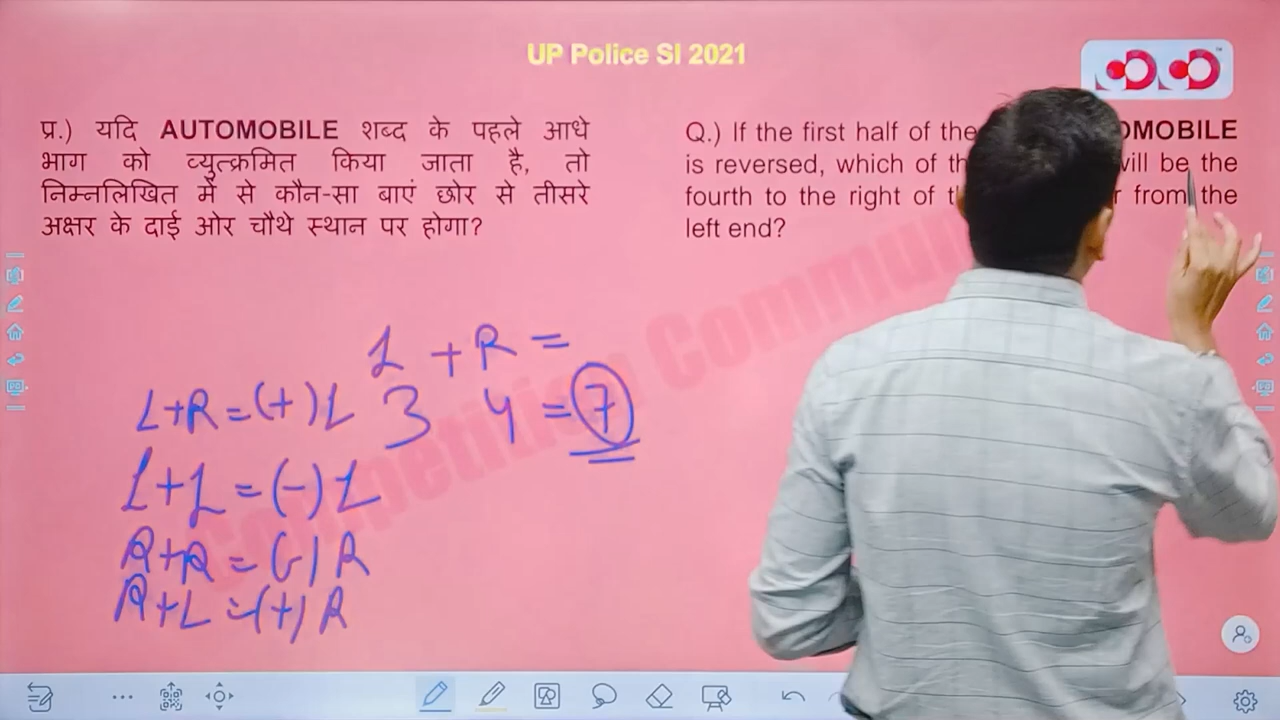 UP Police SI 2021
प्र.) यदि AUTOMOBILE शब्द के पहले आधे
भाग को व्युत्क्रमित किया जाता है, तो
निम्नलिखित में से कौन-सा बाएं छोर से तीसरे
अक्षर के दाईं ओर चौथे स्थान पर होगा?
Q.) If the first half of the OMOBILE
is reversed, which of th will be the
fourth to the right of t r from the
left end?
L + R =
L+R=(+)L 3 4 = 7
L+L=(-)L
R+R=(-)R
R+L=(+)R